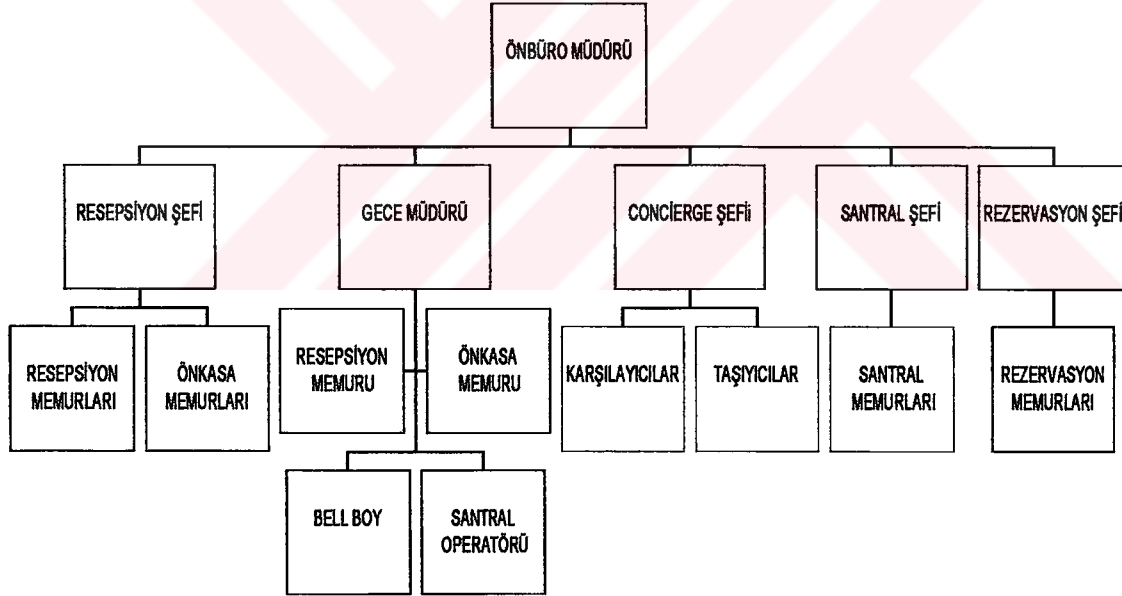 ÖNBÜRO MÜDÜRÜ
RESEPSİYON ŞEFİ
GECE MÜDÜRÜ
CONCİERGE ŞEFİi
SANTRAL ŞEFİ
REZERVASYON ŞEFİ
RESEPSİYON
MEMURLARI
ÖNKASA
MEMURLARI
RESEPSİYON
MEMURU
ÖNKASA
MEMURU
KARŞILAYICILAR
TAŞIYICILAR
SANTRAL
MEMURLARI
REZERVASYON
MEMURLARI
BELL BOY
SANTRAL
OPERATÖRÜ